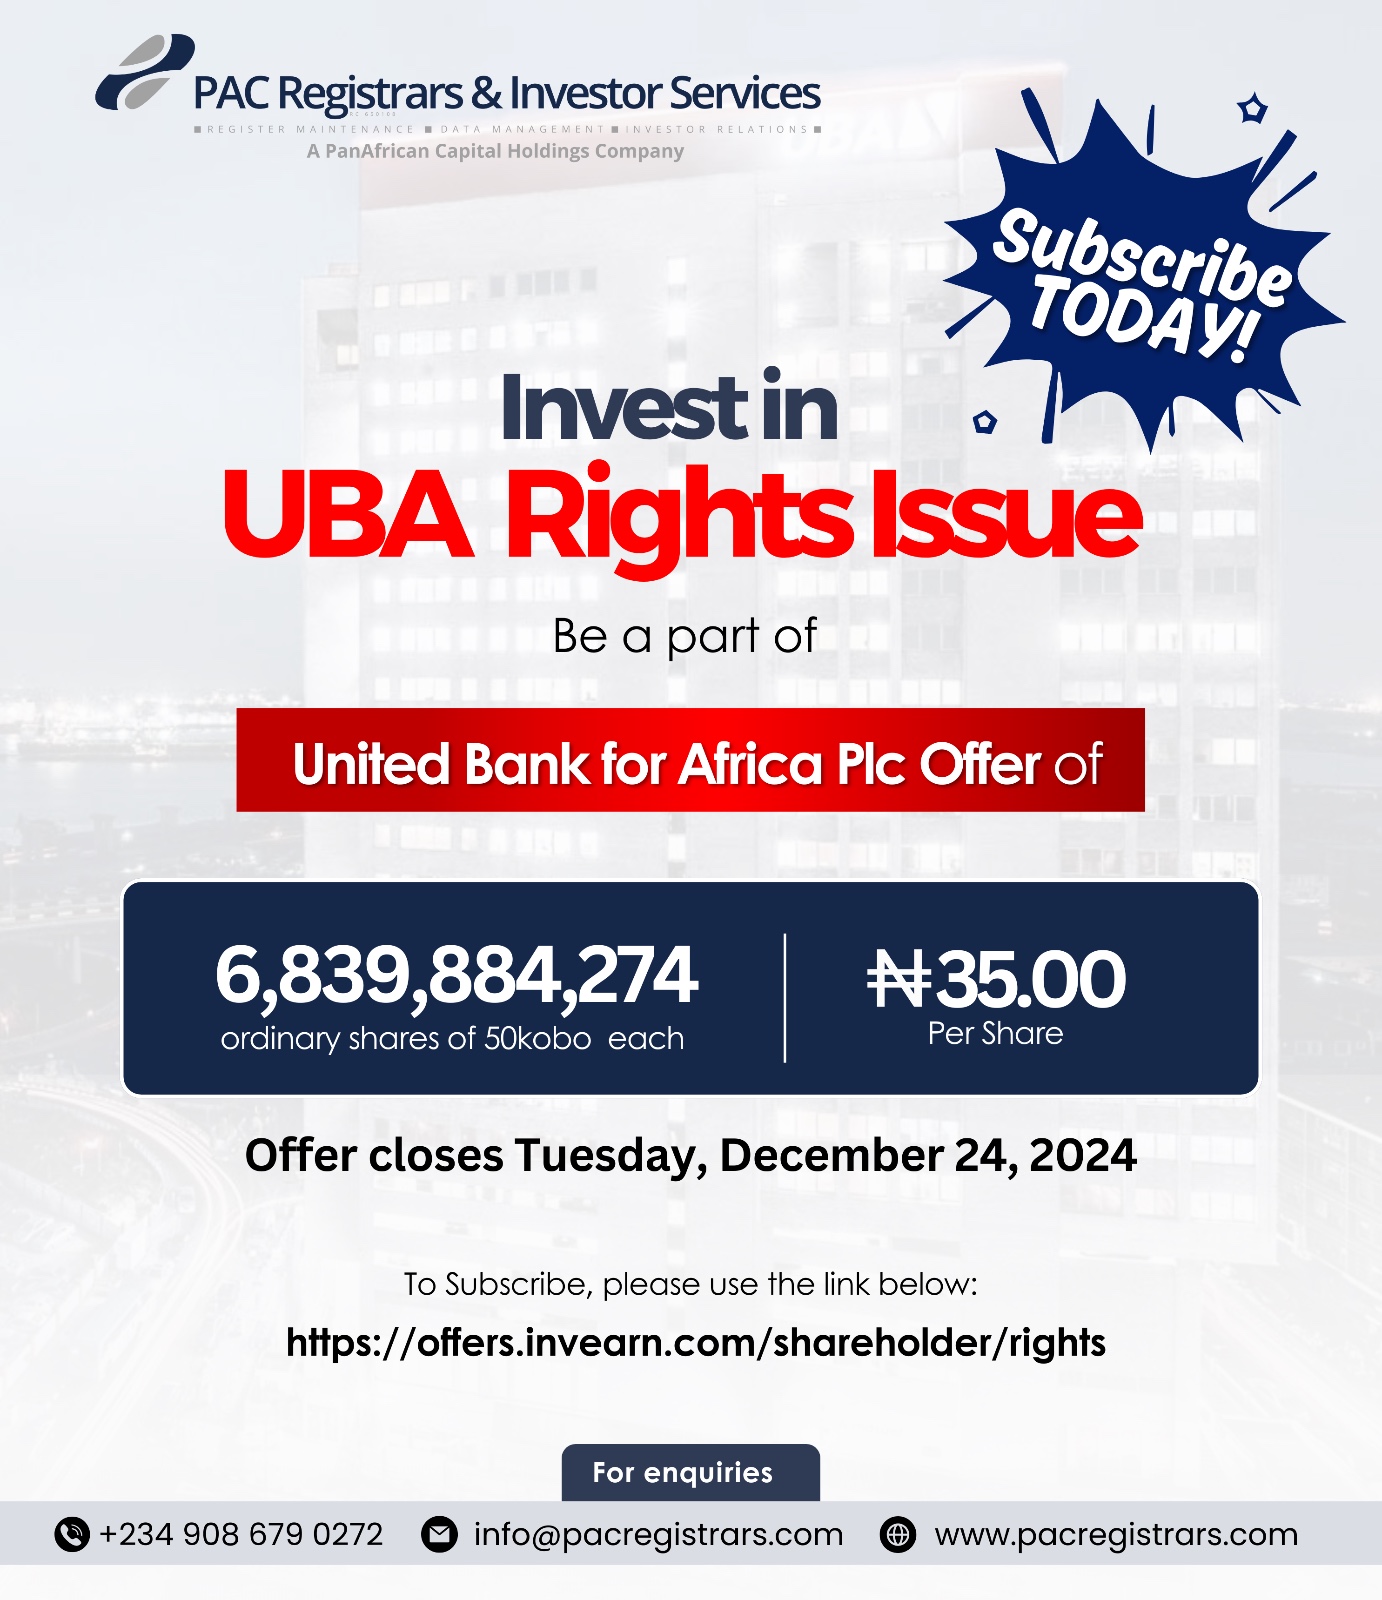 PAC Registrars & Investor Services
REGISTER MAINTENANCE ■ DATA MANAGEMENT ■ INVESTOR RELATIONS
A PanAfrican Capital Holdings Company
Subscribe
TODAY!
Invest in
UBA Rights Issue
Be a part of
United Bank for Africa Plc Offer of
6,839,884,274
ordinary shares of 50kobo each
₦35.00
Per Share
Offer closes Tuesday, December 24, 2024
To Subscribe, please use the link below:
https://offers.invearn.com/shareholder/rights
For enquiries
+234 908 679 0272
info@pacregistrars.com
www.pacregistrars.com